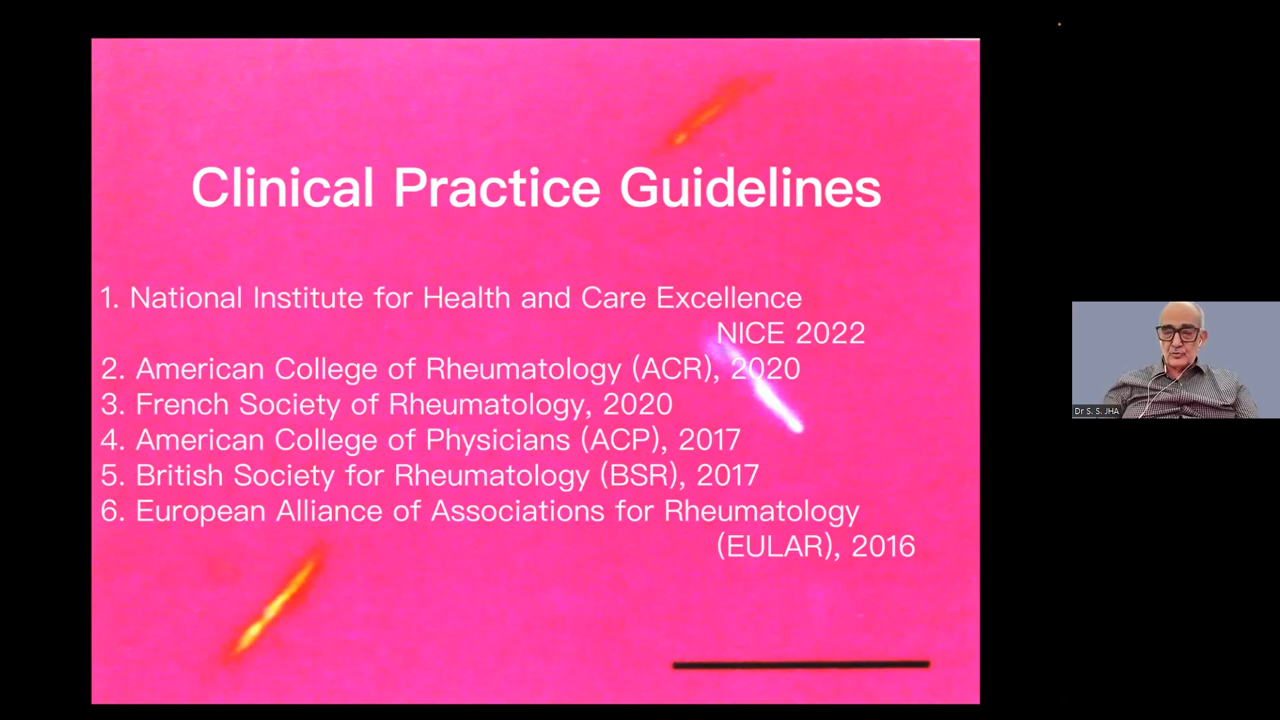 Clinical Practice Guidelines
1. National Institute for Health and Care Excellence
NICE 2022
2. American College of Rheumatology (ACR), 2020
3. French Society of Rheumatology, 2020
4. American College of Physicians (ACP), 2017
5. British Society for Rheumatology (BSR), 2017
6. European Alliance of Associations for Rheumatology
(EULAR), 2016
Dr S. S. JHA